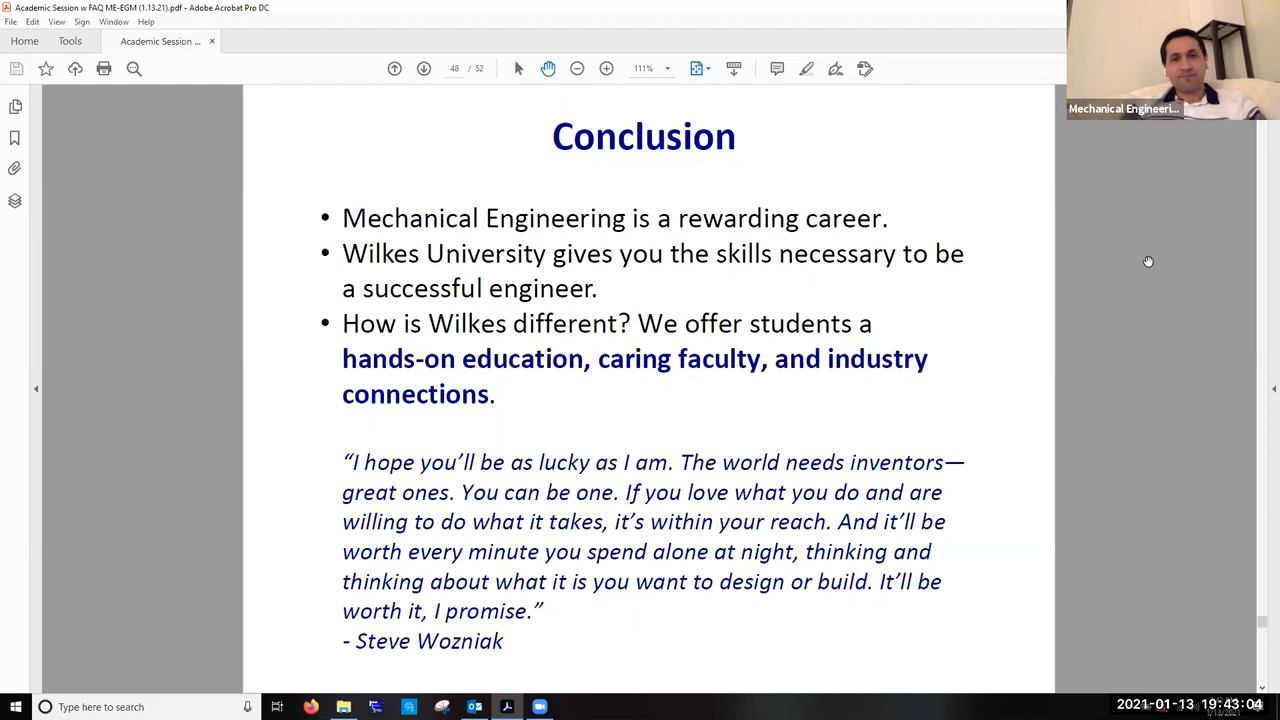 Academic Session w FAQ ME-EGM (1.13.21).pdf - Adobe Acrobat Pro DC
File Edit View Sign Window Help
Home Tools Academic Session ... ×
48 / 52 111%
Mechanical Engineeri...
Conclusion
• Mechanical Engineering is a rewarding career.
• Wilkes University gives you the skills necessary to be
a successful engineer.
• How is Wilkes different? We offer students a
hands-on education, caring faculty, and industry
connections.
“I hope you’ll be as lucky as I am. The world needs inventors—
great ones. You can be one. If you love what you do and are
willing to do what it takes, it’s within your reach. And it’ll be
worth every minute you spend alone at night, thinking and
thinking about what it is you want to design or build. It’ll be
worth it, I promise.”
- Steve Wozniak
Type here to search
2021-01-13 19:43:04